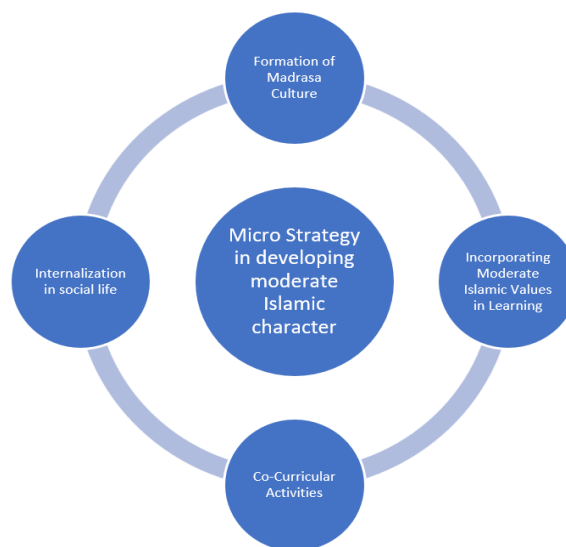 Formation of
Madrasa
Culture
Micro Strategy
in developing
moderate
Islamic
character
Internalization
in social life
Incorporating
Moderate
Islamic Values
in Learning
Co-Curricular
Activities